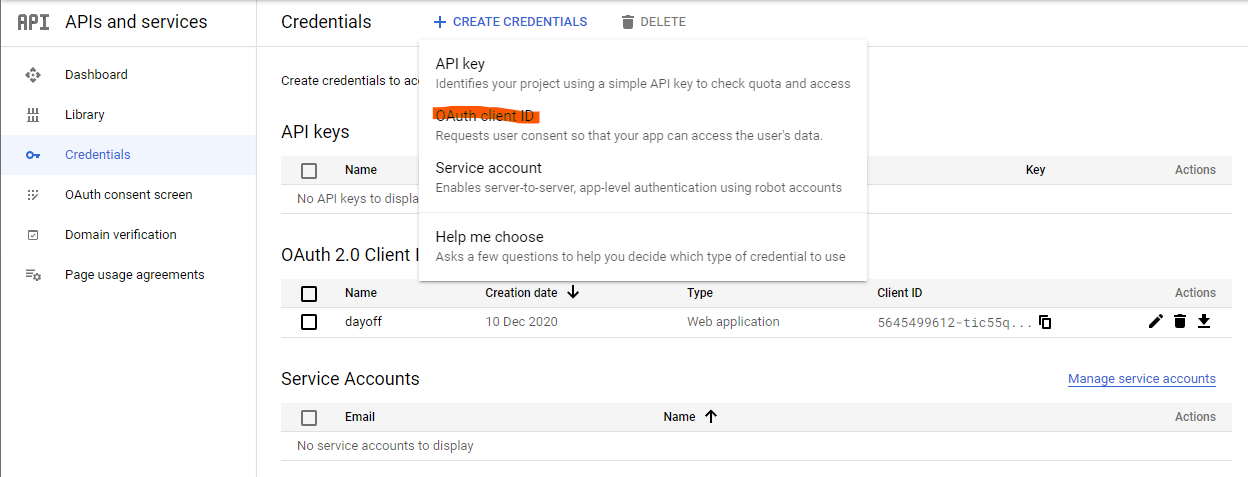 API APIs and services
Credentials
CREATE CREDENTIALS
DELETE
Dashboard
Library
Credentials
OAuth consent screen
Domain verification
Page usage agreements
Create credentials to acc
API key
Identifies your project using a simple API key to check quota and access
OAuth client ID
Requests user consent so that your app can access the user's data.
Service account
Enables server-to-server, app-level authentication using robot accounts
Help me choose
Asks a few questions to help you decide which type of credential to use
API keys
Name Key Actions
No API keys to displa
OAuth 2.0 Client I
Name Creation date Type Client ID Actions
dayoff 10 Dec 2020 Web application 5645499612-tic55q...
Service Accounts
Manage service accounts
Email Name Actions
No service accounts to display